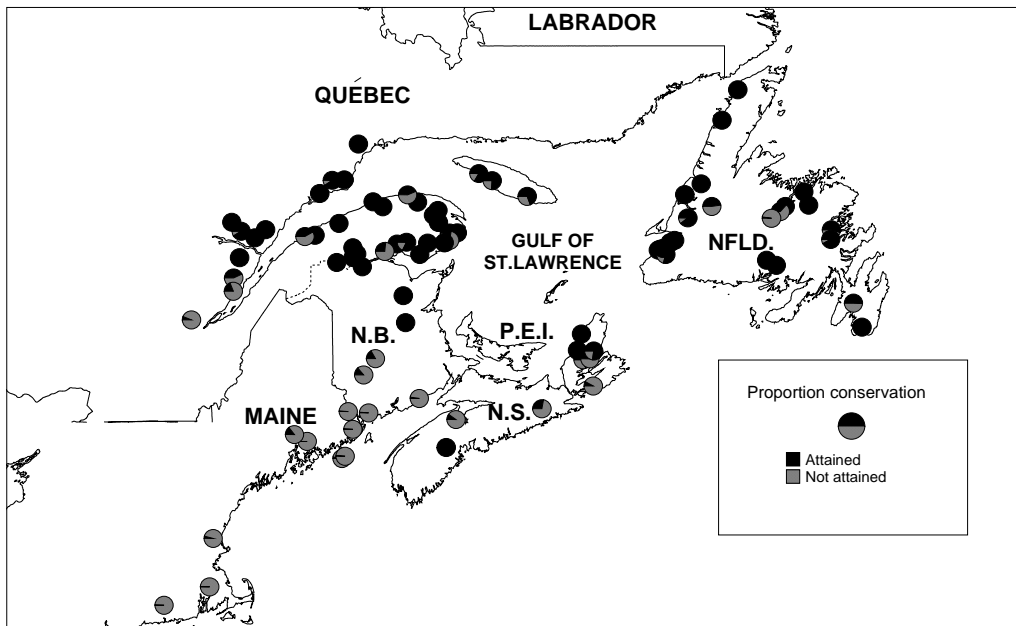 LABRADOR
QUÉBEC
GULF OF
ST.LAWRENCE
NFLD.
N.B.
P.E.I.
MAINE
N.S.
Proportion conservation
Attained
Not attained